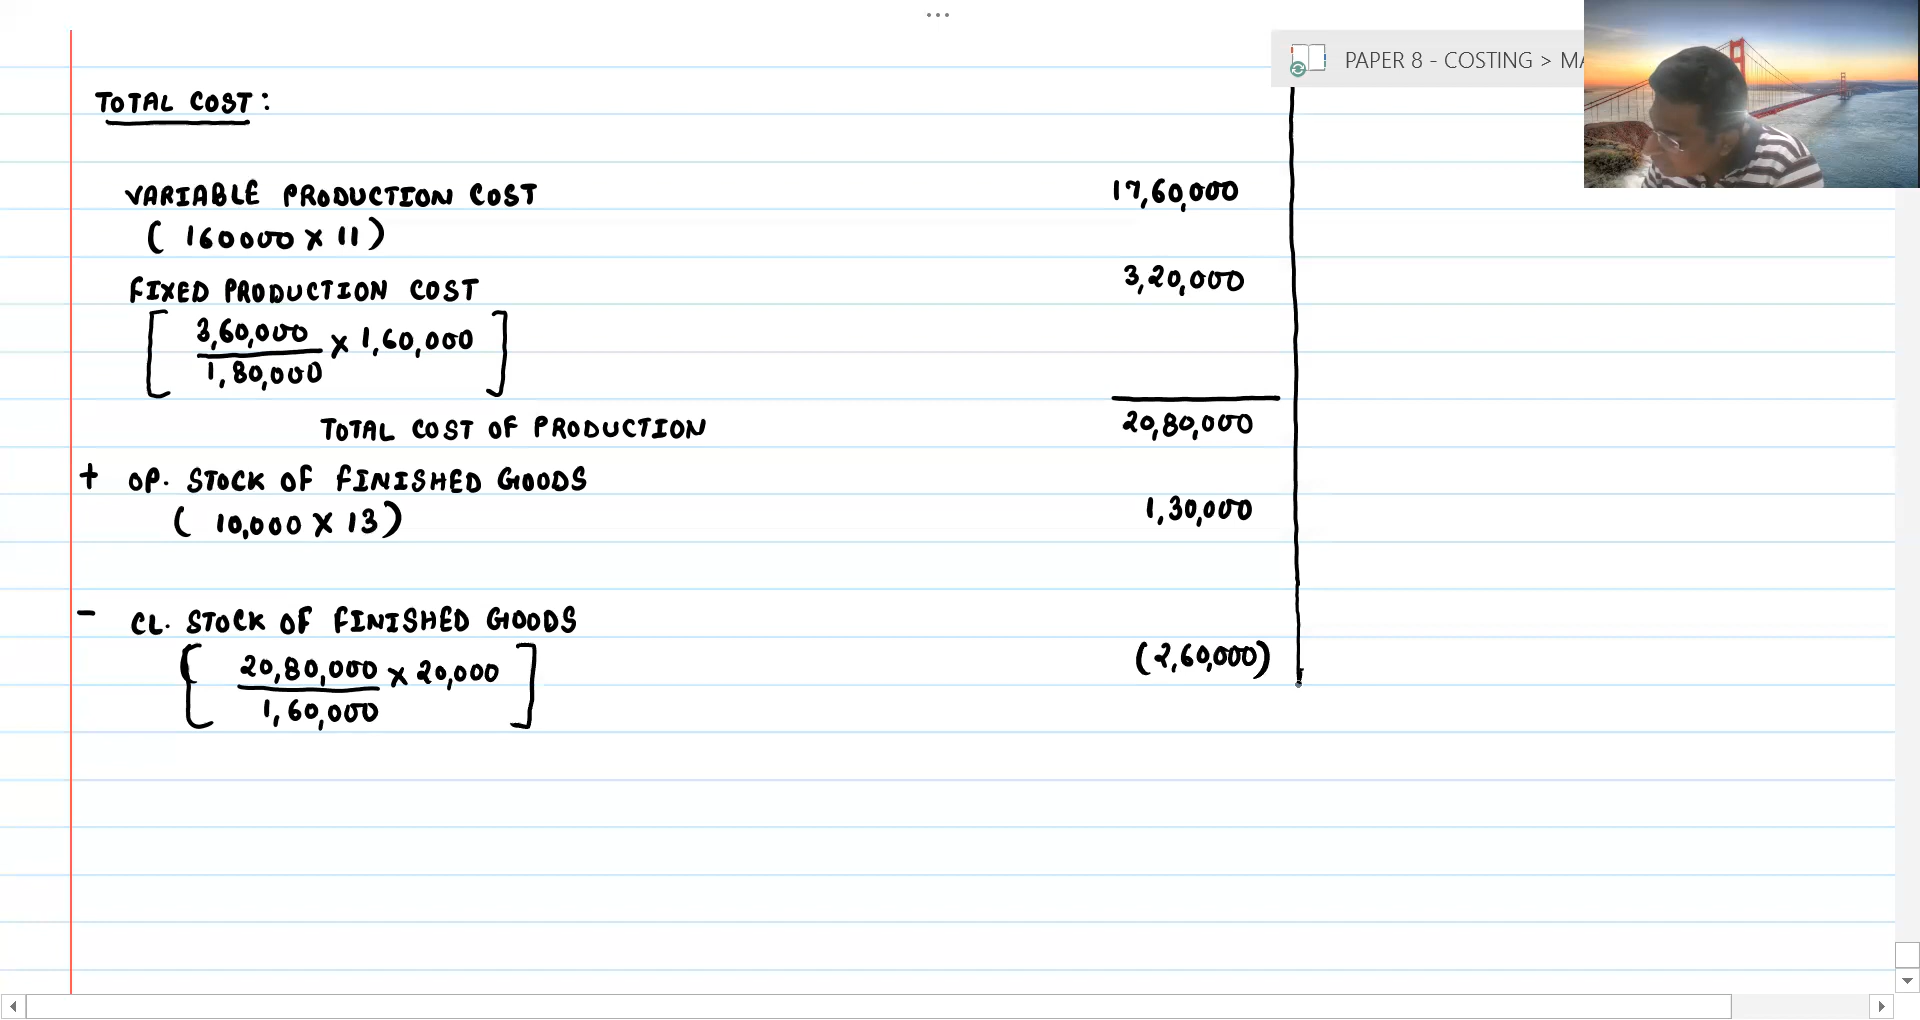 ...
PAPER 8 - COSTING > MA
TOTAL COST:
VARIABLE PRODUCTION COST 17,60,000
(160000 × 11)
FIXED PRODUCTION COST 3,20,000
[3,60,000 × 1,60,000]
1,80,000
TOTAL COST OF PRODUCTION 20,80,000
+ OP. STOCK OF FINISHED GOODS
(10,000 × 13) 1,30,000
- CL. STOCK OF FINISHED GOODS
[20,80,000 × 20,000] (2,60,000)
1,60,000